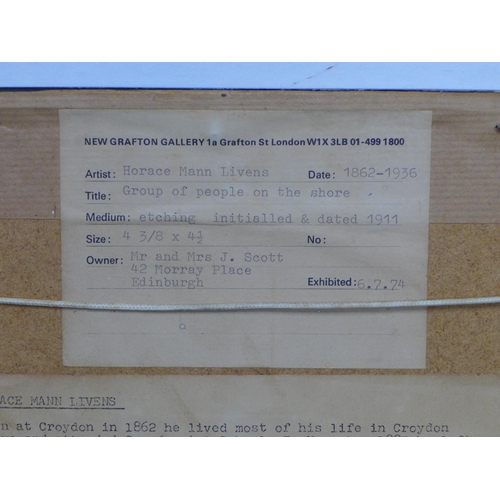 NEW GRAFTON GALLERY 1a Grafton St London W1X 3LB 01-499 1800
Artist: Horace Mann Livens Date: 1862-1936
Title: Group of people on the shore
Medium: etching initialled & dated 1911
Size: 4 3/8 x 4½ No:
Owner: Mr and Mrs J. Scott
42 Morray Place
Edinburgh Exhibited: 6.7.74
ACE MANN LIVENS
n at Croydon in 1862 he lived most of his life in Croydon